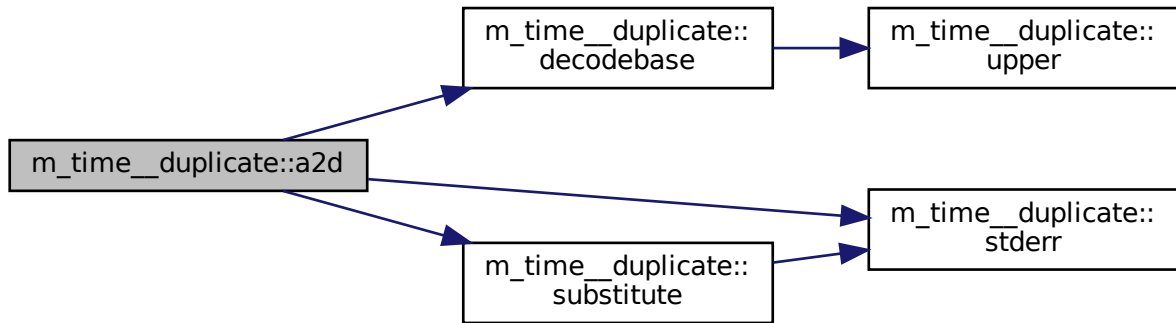 m_time__duplicate::a2d
m_time__duplicate::
decodebase
m_time__duplicate::
upper
m_time__duplicate::
substitute
m_time__duplicate::
stderr